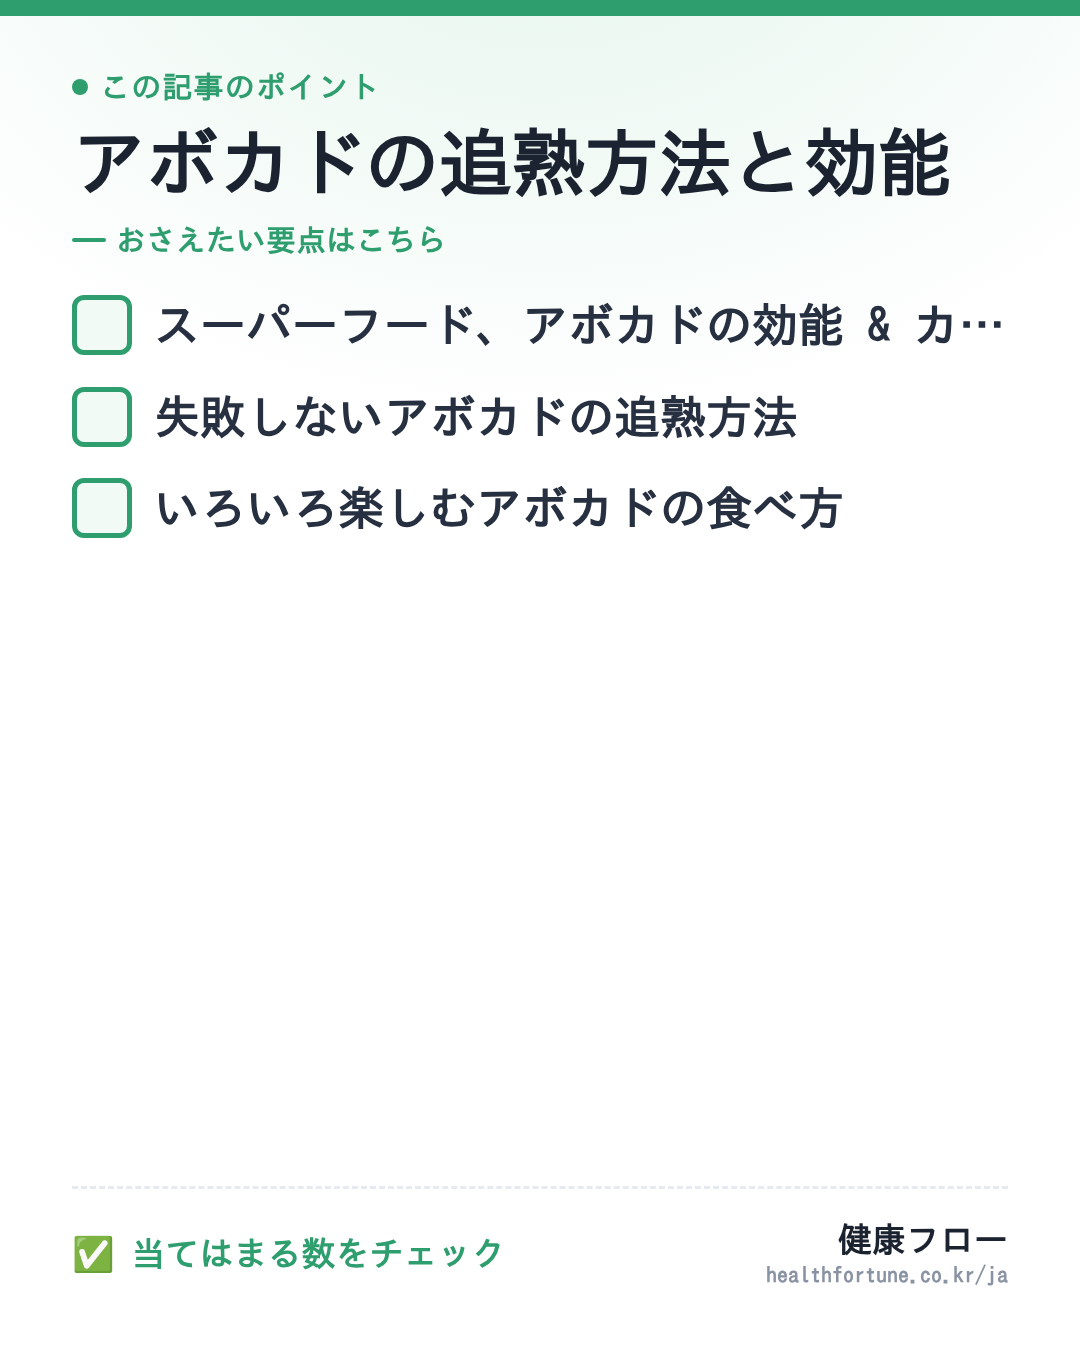 この記事のポイント
アボカドの追熟方法と効能
おさえたい要点はこちら
スーパーフード、アボカドの効能 & カ…
失敗しないアボカドの追熟方法
いろいろ楽しむアボカドの食べ方
✅ 当てはまる数をチェック
健康フロー
healthfortune.co.kr/ja